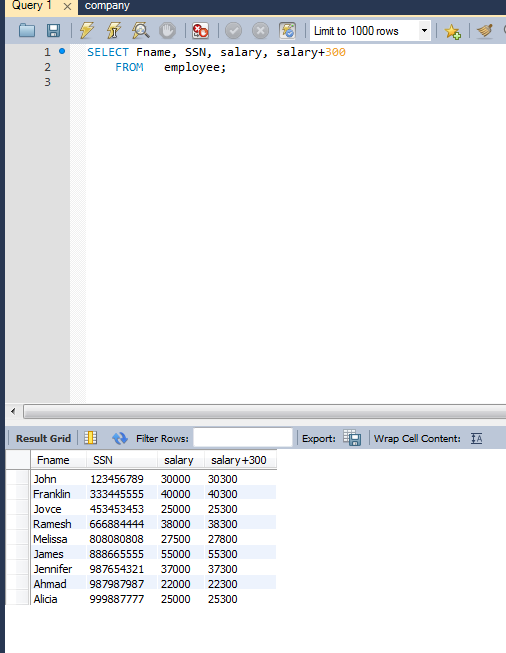 Query 1 company
Limit to 1000 rows
1 SELECT Fname, SSN, salary, salary+300
2 FROM employee;
3
Result Grid Filter Rows: Export: Wrap Cell Content: IA
Fname SSN salary salary+300
John 123456789 30000 30300
Franklin 333445555 40000 40300
Joyce 453453453 25000 25300
Ramesh 666884444 38000 38300
Melissa 808080808 27500 27800
James 888665555 55000 55300
Jennifer 987654321 37000 37300
Ahmad 987987987 22000 22300
Alicia 999887777 25000 25300